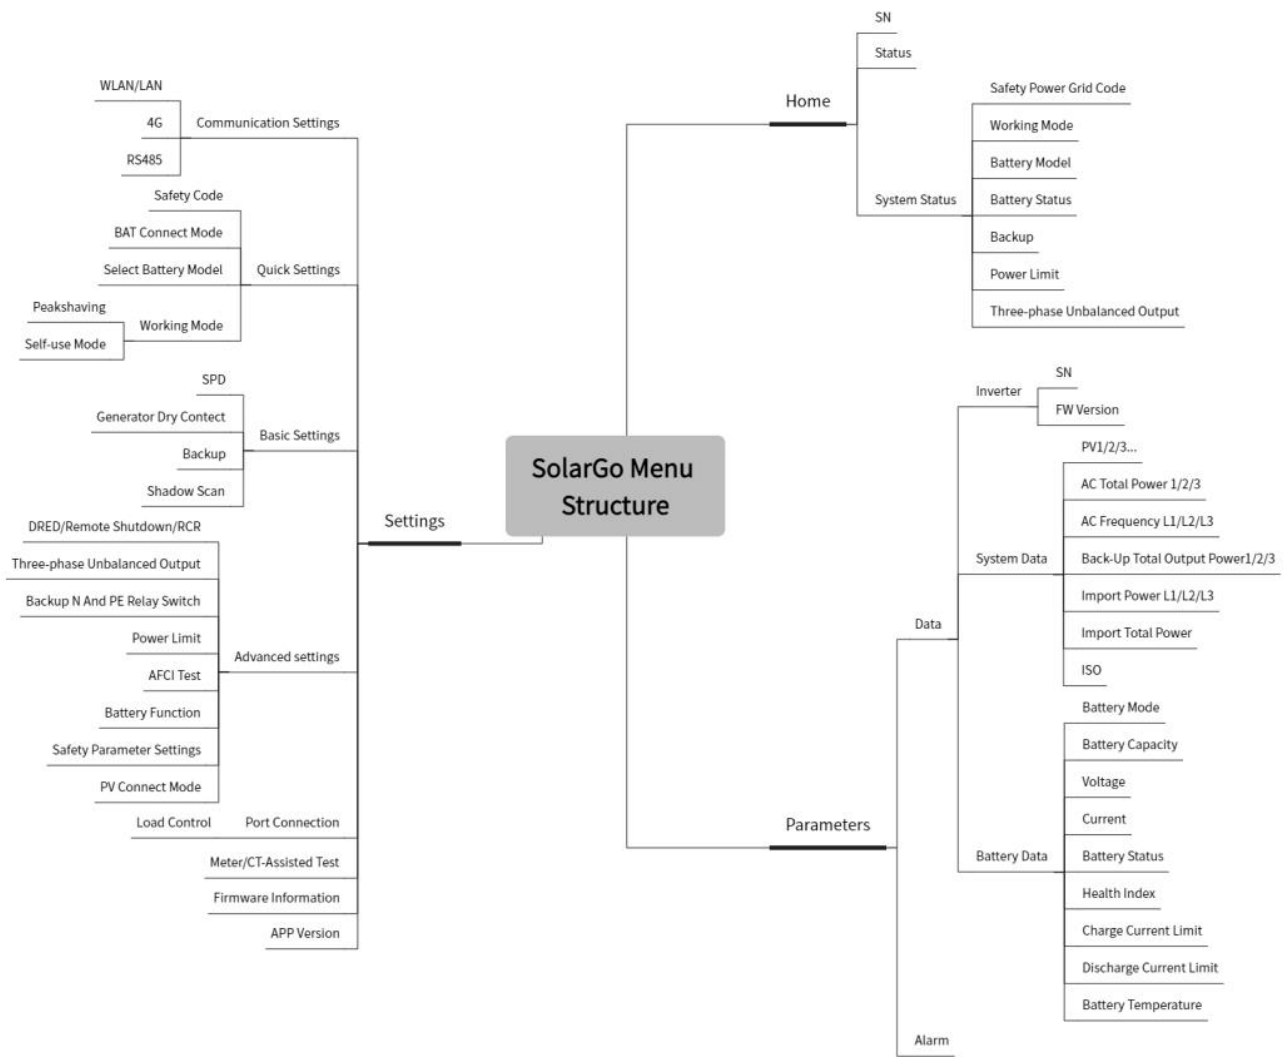 SolarGo Menu
Structure
Home
SN
Status
System Status
Safety Power Grid Code
Working Mode
Battery Model
Battery Status
Backup
Power Limit
Three-phase Unbalanced Output
Parameters
Data
Inverter
SN
FW Version
System Data
PV1/2/3...
AC Total Power 1/2/3
AC Frequency L1/L2/L3
Back-Up Total Output Power1/2/3
Import Power L1/L2/L3
Import Total Power
ISO
Battery Data
Battery Mode
Battery Capacity
Voltage
Current
Battery Status
Health Index
Charge Current Limit
Discharge Current Limit
Battery Temperature
Alarm
Settings
Communication Settings
WLAN/LAN
4G
RS485
Quick Settings
Safety Code
BAT Connect Mode
Select Battery Model
Working Mode
Peakshaving
Self-use Mode
Basic Settings
SPD
Generator Dry Contect
Backup
Shadow Scan
Advanced settings
DRED/Remote Shutdown/RCR
Three-phase Unbalanced Output
Backup N And PE Relay Switch
Power Limit
AFCI Test
Battery Function
Safety Parameter Settings
PV Connect Mode
Port Connection
Load Control
Meter/CT-Assisted Test
Firmware Information
APP Version